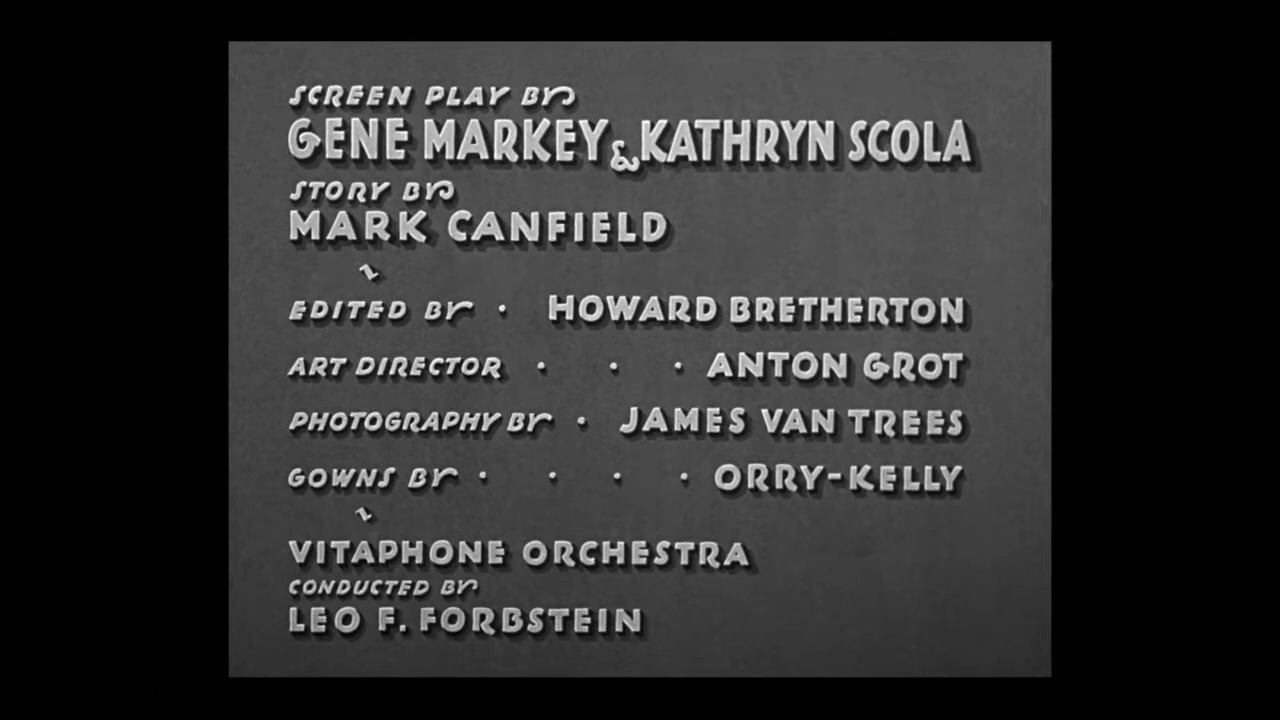 SCREEN PLAY BY
GENE MARKEY & KATHRYN SCOLA
STORY BY
MARK CANFIELD
EDITED BY · HOWARD BRETHERTON
ART DIRECTOR · · · ANTON GROT
PHOTOGRAPHY BY · JAMES VAN TREES
GOWNS BY · · · · ORRY-KELLY
VITAPHONE ORCHESTRA
CONDUCTED BY
LEO F. FORBSTEIN